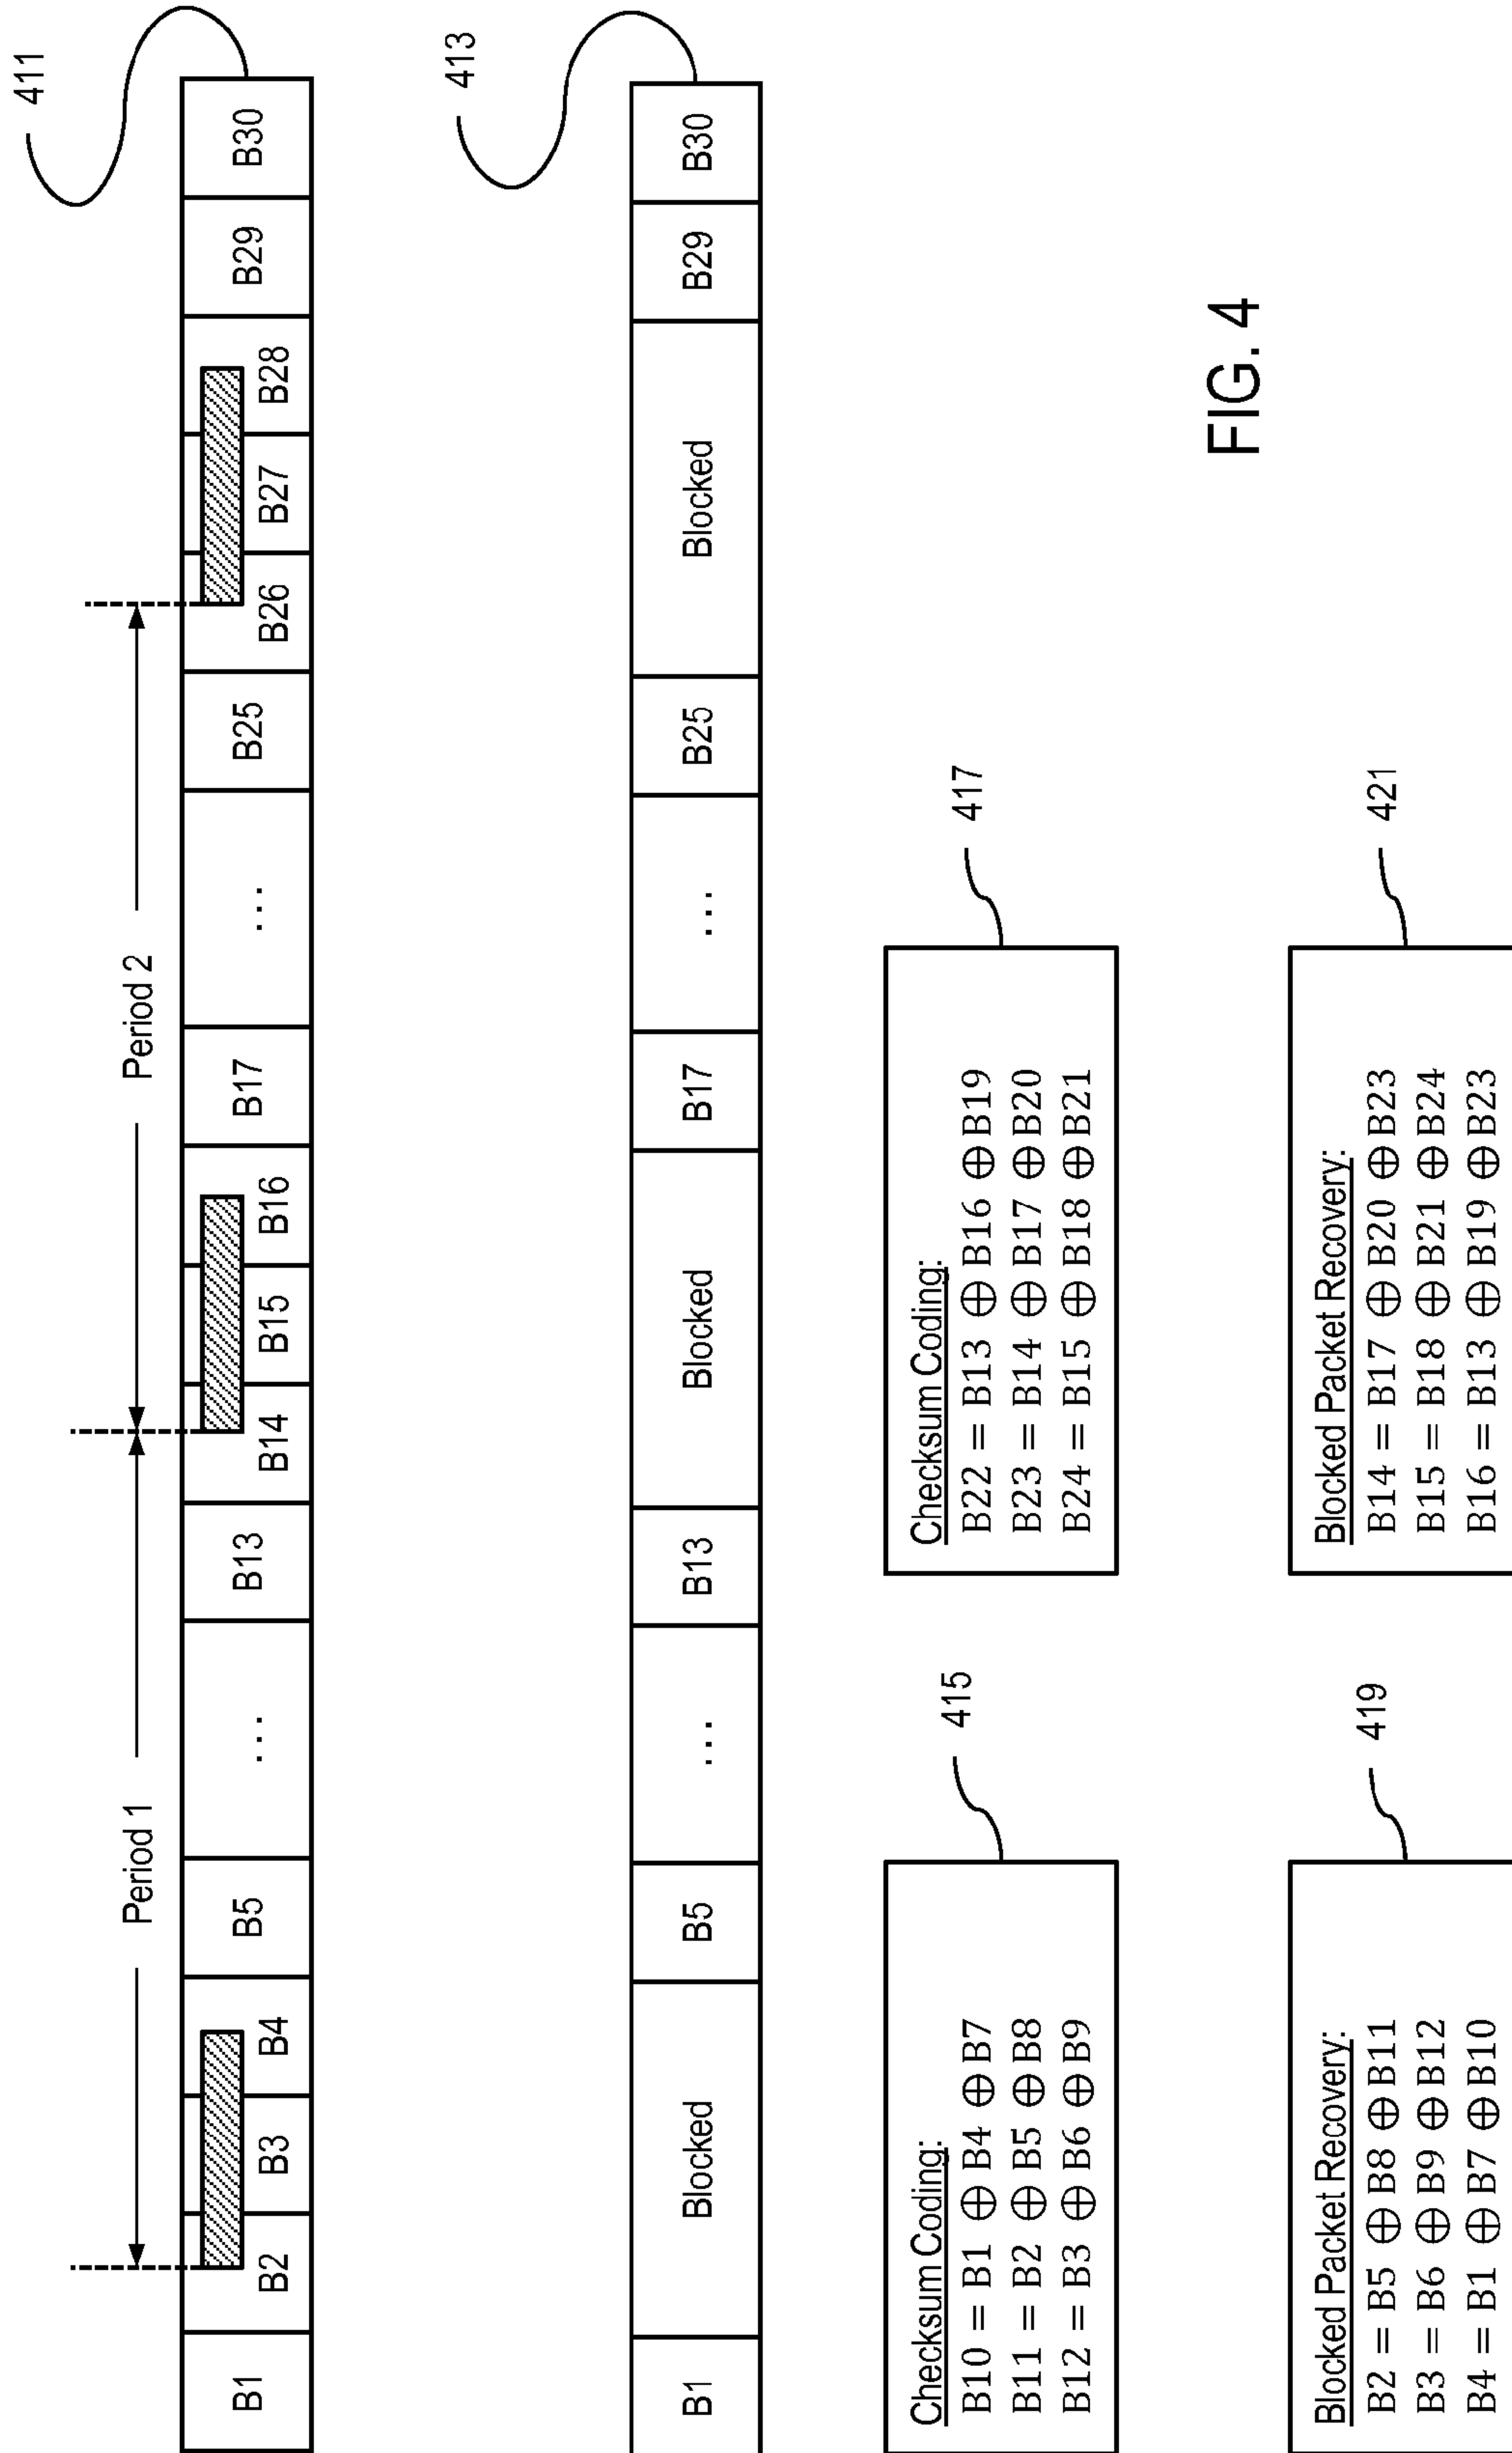 Period 1
Period 2
411
B1 B2 B3 B4 B5 ... B13 B14 B15 B16 B17 ... B25 B26 B27 B28 B29 B30
413
B1 Blocked B5 ... B13 Blocked B17 ... B25 Blocked B29 B30
415
Checksum Coding:
B10 = B1 ⊕ B4 ⊕ B7
B11 = B2 ⊕ B5 ⊕ B8
B12 = B3 ⊕ B6 ⊕ B9
417
Checksum Coding:
B22 = B13 ⊕ B16 ⊕ B19
B23 = B14 ⊕ B17 ⊕ B20
B24 = B15 ⊕ B18 ⊕ B21
419
Blocked Packet Recovery:
B2 = B5 ⊕ B8 ⊕ B11
B3 = B6 ⊕ B9 ⊕ B12
B4 = B1 ⊕ B7 ⊕ B10
421
Blocked Packet Recovery:
B14 = B17 ⊕ B20 ⊕ B23
B15 = B18 ⊕ B21 ⊕ B24
B16 = B13 ⊕ B19 ⊕ B23
FIG. 4